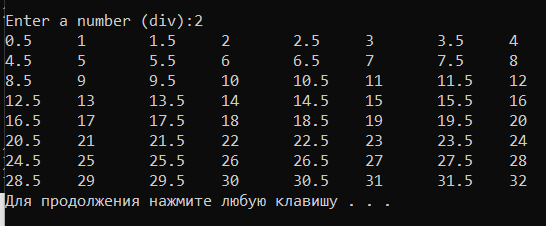 Enter a number (div):2
0.5 1 1.5 2 2.5 3 3.5 4
4.5 5 5.5 6 6.5 7 7.5 8
8.5 9 9.5 10 10.5 11 11.5 12
12.5 13 13.5 14 14.5 15 15.5 16
16.5 17 17.5 18 18.5 19 19.5 20
20.5 21 21.5 22 22.5 23 23.5 24
24.5 25 25.5 26 26.5 27 27.5 28
28.5 29 29.5 30 30.5 31 31.5 32
Для продолжения нажмите любую клавишу . . .